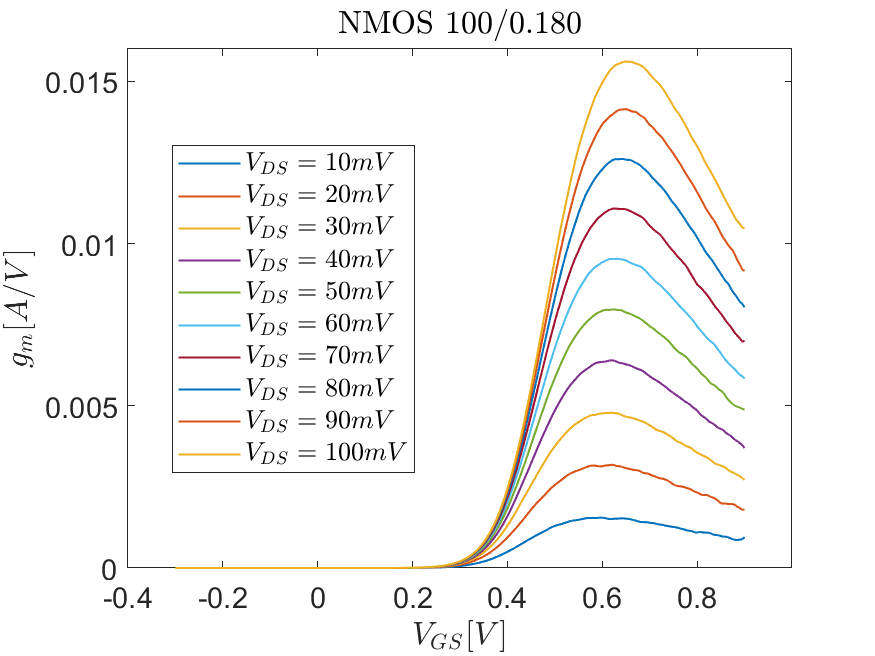 NMOS 100/0.180
0.015
0.01
0.005
0
g_m[A/V]
V_DS = 10mV
V_DS = 20mV
V_DS = 30mV
V_DS = 40mV
V_DS = 50mV
V_DS = 60mV
V_DS = 70mV
V_DS = 80mV
V_DS = 90mV
V_DS = 100mV
-0.4 -0.2 0 0.2 0.4 0.6 0.8
V_GS[V]